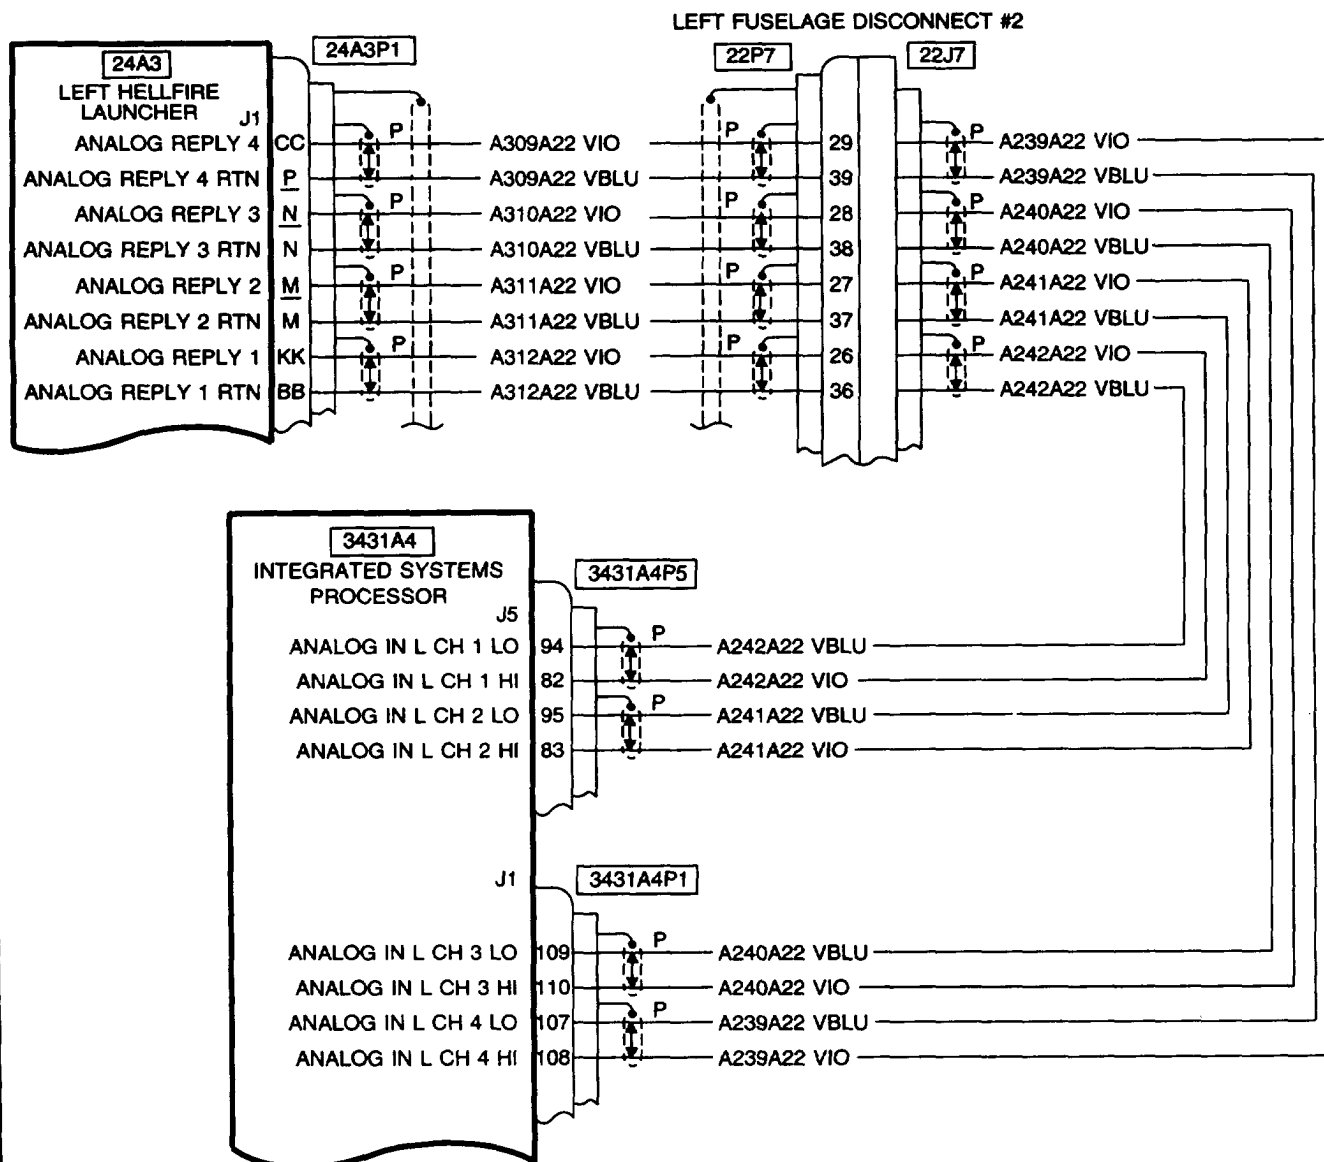 LEFT FUSELAGE DISCONNECT #2
24A3 24A3P1 22P7 22J7
LEFT HELLFIRE
LAUNCHER
J1
ANALOG REPLY 4 CC P A309A22 VIO P 29 P A239A22 VIO
ANALOG REPLY 4 RTN P A309A22 VBLU 39 A239A22 VBLU
ANALOG REPLY 3 N P A310A22 VIO P 28 P A240A22 VIO
ANALOG REPLY 3 RTN N A310A22 VBLU 38 A240A22 VBLU
ANALOG REPLY 2 M P A311A22 VIO P 27 P A241A22 VIO
ANALOG REPLY 2 RTN M A311A22 VBLU 37 A241A22 VBLU
ANALOG REPLY 1 KK P A312A22 VIO P 26 P A242A22 VIO
ANALOG REPLY 1 RTN BB A312A22 VBLU 36 A242A22 VBLU
3431A4
INTEGRATED SYSTEMS
PROCESSOR
3431A4P5
J5
ANALOG IN L CH 1 LO 94 P A242A22 VBLU
ANALOG IN L CH 1 HI 82 A242A22 VIO
ANALOG IN L CH 2 LO 95 P A241A22 VBLU
ANALOG IN L CH 2 HI 83 A241A22 VIO
J1 3431A4P1
ANALOG IN L CH 3 LO 109 P A240A22 VBLU
ANALOG IN L CH 3 HI 110 A240A22 VIO
ANALOG IN L CH 4 LO 107 P A239A22 VBLU
ANALOG IN L CH 4 HI 108 A239A22 VIO